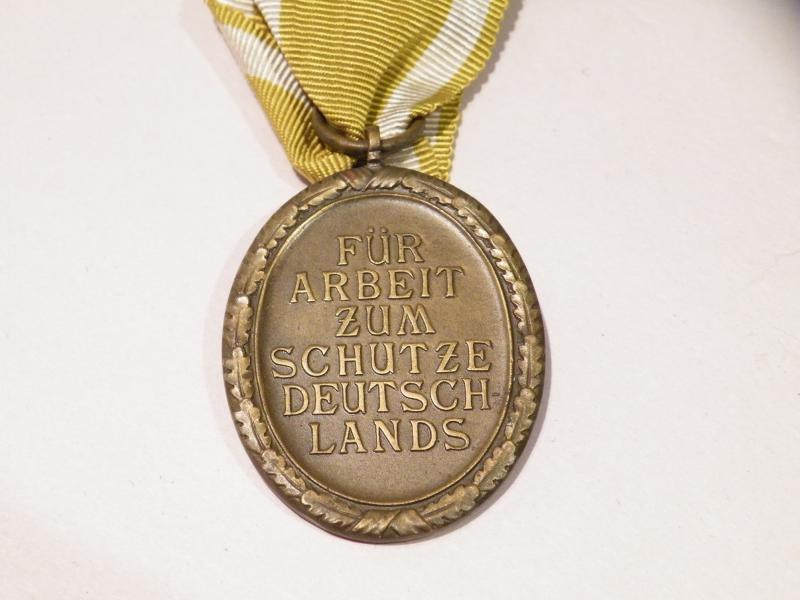 FÜR
ARBEIT
ZUM
SCHUTZE
DEUTSCH-
LANDS